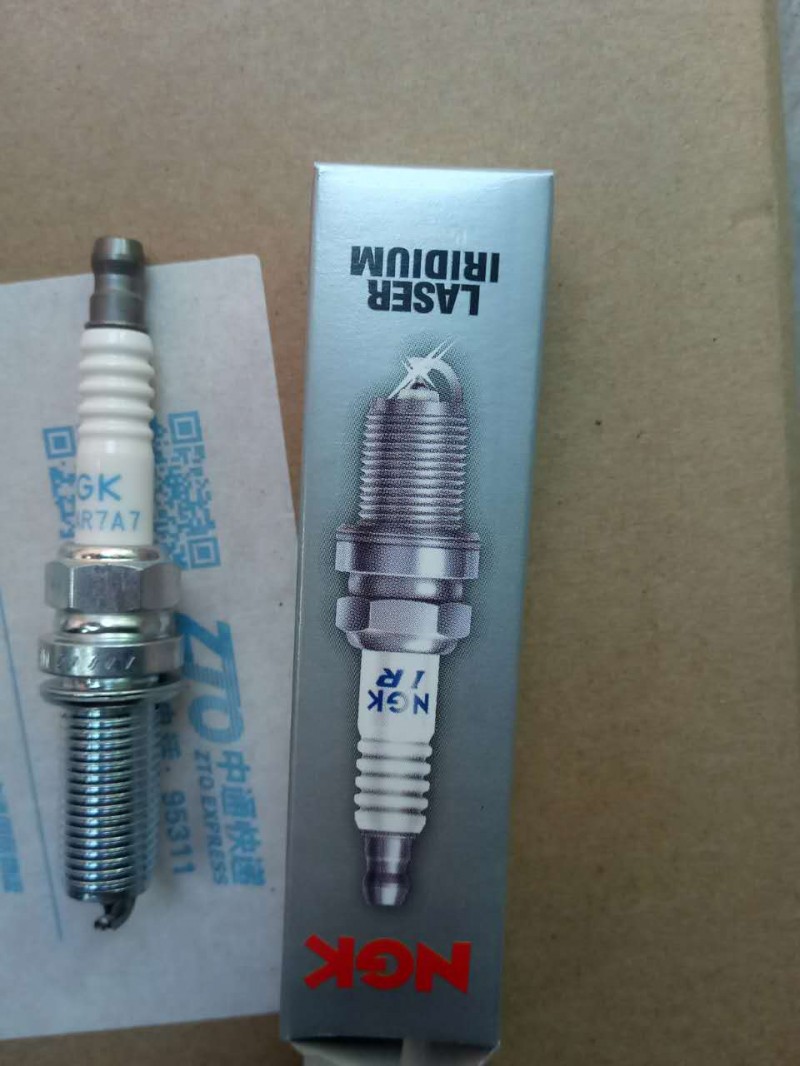 LASER
IRIDIUM
NGK
IR
NGK
GK
R7A7
ZTO
中通快递
ZTO EXPRESS
95311